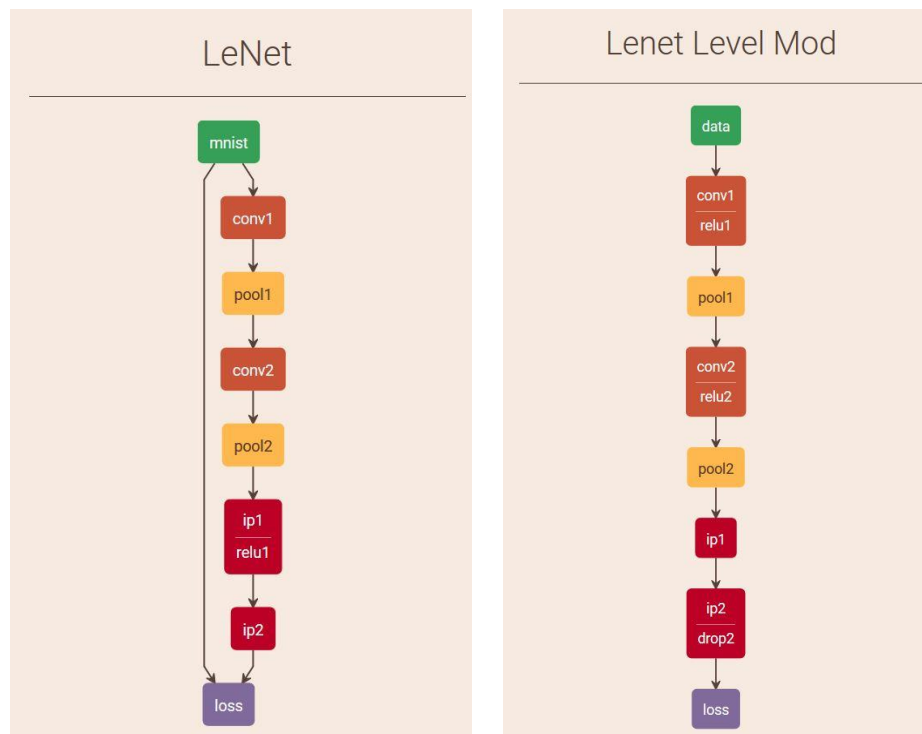 LeNet
mnist
conv1
pool1
conv2
pool2
ip1
relu1
ip2
loss
Lenet Level Mod
data
conv1
relu1
pool1
conv2
relu2
pool2
ip1
ip2
drop2
loss